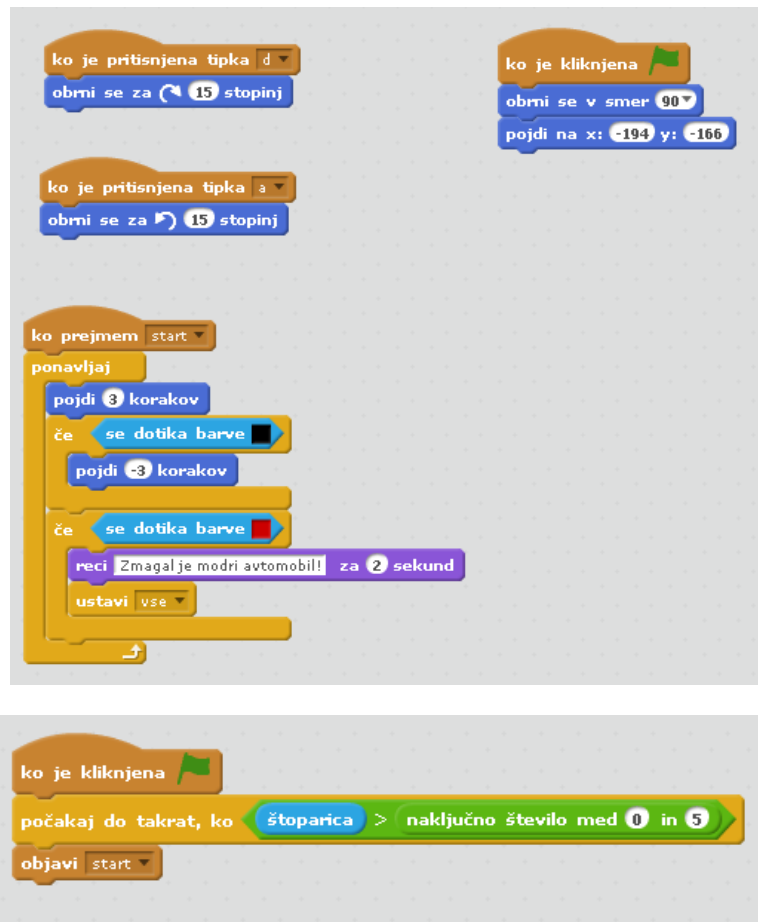 ko je pritisnjena tipka d
obrni se za 15 stopinj
ko je kliknjena
obrni se v smer 90
pojdi na x: -194 y: -166
ko je pritisnjena tipka a
obrni se za 15 stopinj
ko prejmem start
ponavljaj
pojdi 3 korakov
če se dotika barve
pojdi -3 korakov
če se dotika barve
reci Zmagal je modri avtomobil! za 2 sekund
ustavi vse
ko je kliknjena
počakaj do takrat, ko štoparica > naključno število med 0 in 5
objavi start